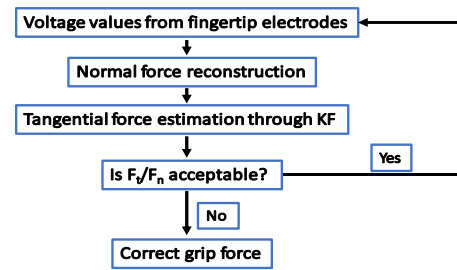 Voltage values from fingertip electrodes
Normal force reconstruction
Tangential force estimation through KF
Is Ft/Fn acceptable?
Yes
No
Correct grip force